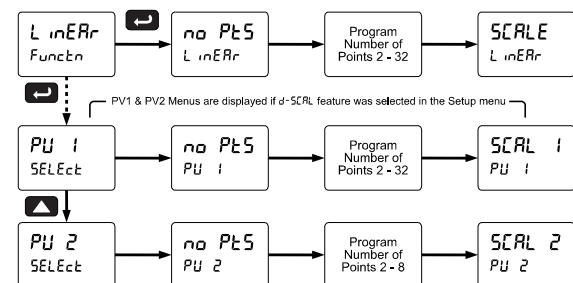 L inEAr
Functn
no PtS
L inEAr
Program
Number of
Points 2 - 32
SCALE
L inEAr
PV1 & PV2 Menus are displayed if d-SCAL feature was selected in the Setup menu
PU 1
SELEct
no PtS
PU 1
Program
Number of
Points 2 - 32
SCAL 1
PU 1
PU 2
SELEct
no PtS
PU 2
Program
Number of
Points 2 - 8
SCAL 2
PU 2